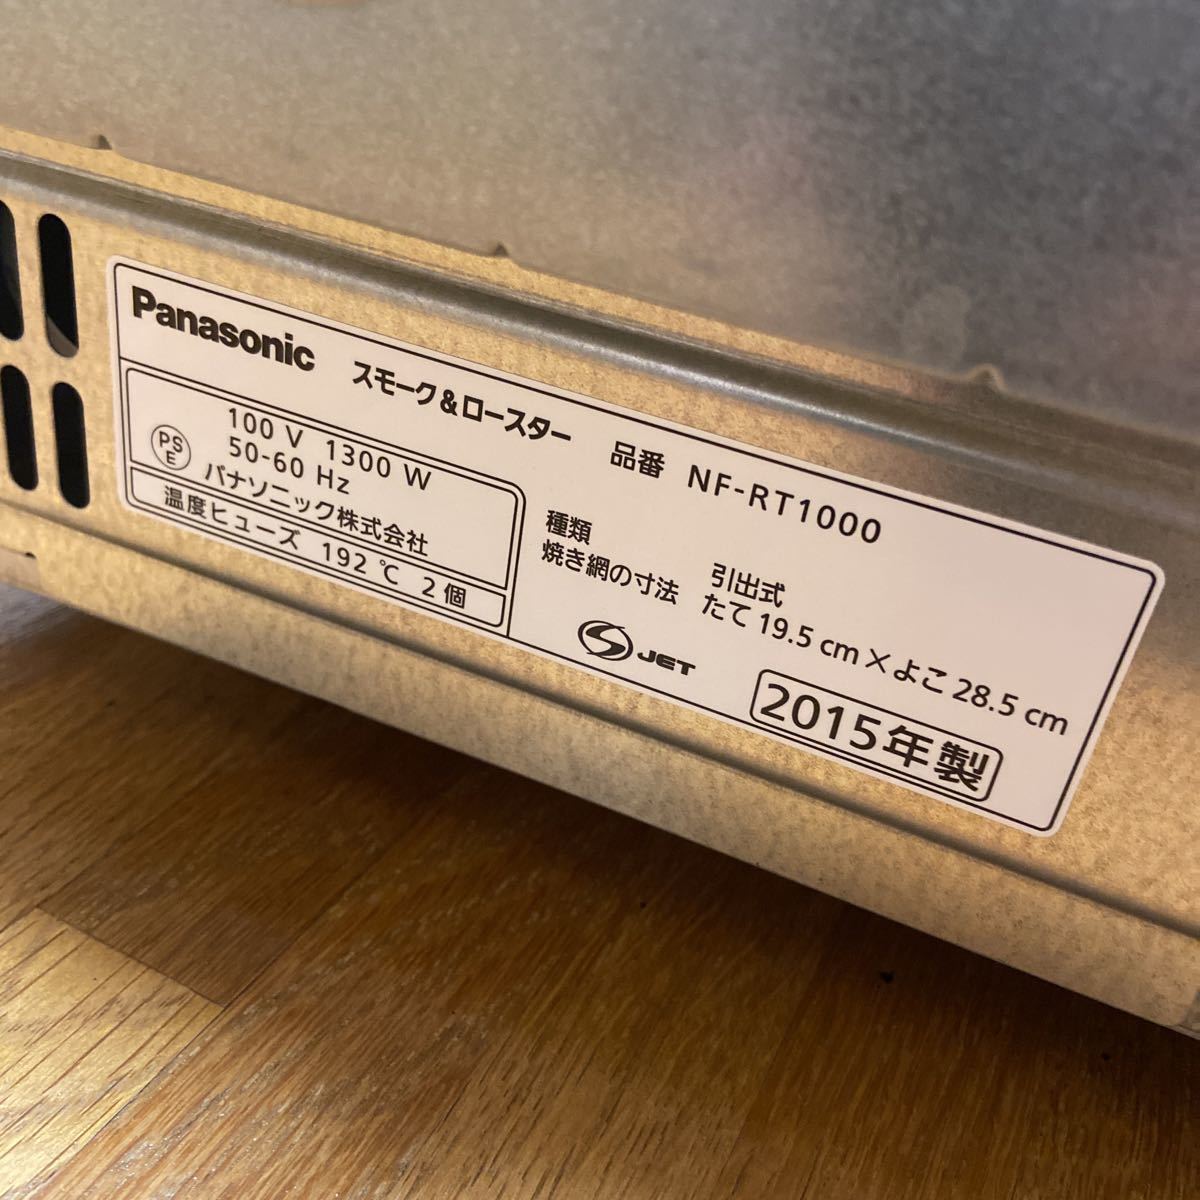 Panasonic スモーク&ロースター 品番 NF-RT1000
PS
E
100 V 1300 W
50-60 Hz
パナソニック株式会社
温度ヒューズ 192 ℃ 2個
種類 引出式
焼き網の寸法 たて 19.5 cm×よこ 28.5 cm
S JET
2015年製